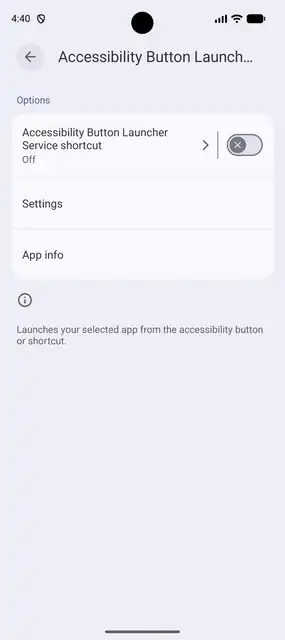 4:40
Accessibility Button Launch…
Options
Accessibility Button Launcher
Service shortcut
Off
Settings
App info
Launches your selected app from the accessibility button
or shortcut.